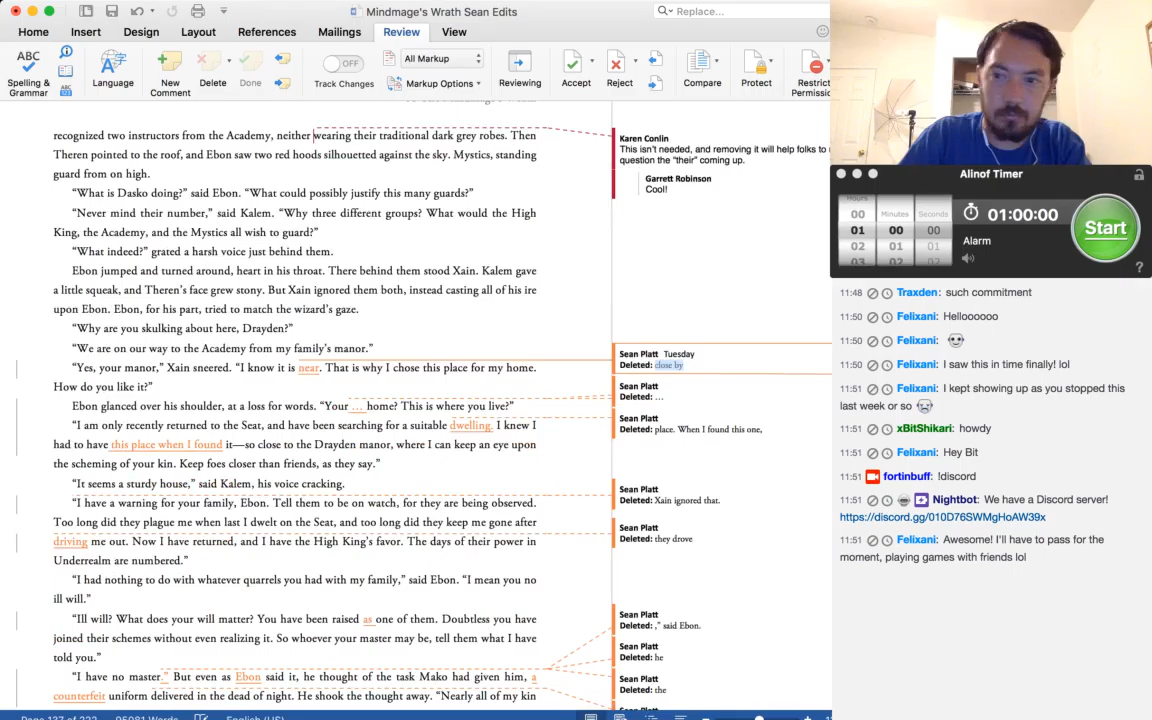 Mindmage's Wrath Sean Edits
Replace...
Home Insert Design Layout References Mailings Review View
ABC
Spelling & Grammar
Language
New Comment
Delete
Done
OFF
Track Changes
All Markup
Markup Options
Reviewing
Accept
Reject
Compare
Protect
Restrict
recognized two instructors from the Academy, neither wearing their traditional dark grey robes. Then
Theren pointed to the roof, and Ebon saw two red hoods silhouetted against the sky. Mystics, standing
guard from on high.
“What is Dasko doing?” said Ebon. “What could possibly justify this many guards?”
“Never mind their number,” said Kalem. “Why three different groups? What would the High
King, the Academy, and the Mystics all wish to guard?”
“What indeed?” grated a harsh voice just behind them.
Ebon jumped and turned around, heart in his throat. There behind them stood Xain. Kalem gave
a little squeak, and Theren’s face grew stony. But Xain ignored them both, instead casting all of his ire
upon Ebon. Ebon, for his part, tried to match the wizard’s gaze.
“Why are you skulking about here, Drayden?”
“We are on our way to the Academy from my family’s manor.”
“Yes, your manor,” Xain sneered. “I know it is near. That is why I chose this place for my home.
How do you like it?”
Ebon glanced over his shoulder, at a loss for words. “Your … home? This is where you live?”
“I am only recently returned to the Seat, and have been searching for a suitable dwelling. I knew I
had to have this place when I found it—so close to the Drayden manor, where I can keep an eye upon
the scheming of your kin. Keep foes closer than friends, as they say.”
“It seems a sturdy house,” said Kalem, his voice cracking.
“I have a warning for your family, Ebon. Tell them to be on watch, for they are being observed.
Too long did they plague me when last I dwelt on the Seat, and too long did they keep me gone after
driving me out. Now I have returned, and I have the High King’s favor. The days of their power in
Underrealm are numbered.”
“I had nothing to do with whatever quarrels you had with my family,” said Ebon. “I mean you no
ill will.”
“Ill will? What does your will matter? You have been raised as one of them. Doubtless you have
joined their schemes without even realizing it. So whoever your master may be, tell them what I have
told you.”
“I have no master.” But even as Ebon said it, he thought of the task Mako had given him, a
counterfeit uniform delivered in the dead of night. He shook the thought away. “Nearly all of my kin
Karen Conlin
This isn’t needed, and removing it will help folks to
question the “their” coming up.
Garrett Robinson
Cool!
Sean Platt Tuesday
Deleted: close by
Sean Platt
Deleted: …
Sean Platt
Deleted: place. When I found this one,
Sean Platt
Deleted: Xain ignored that.
Sean Platt
Deleted: they drove
Sean Platt
Deleted: ,” said Ebon.
Sean Platt
Deleted: he
Sean Platt
Deleted: the
English (US)
Alinof Timer
Hours Minutes Seconds
00
01 00 00
02 01 01
03 02 02
01:00:00
Alarm
Start
?
11:48 Traxden: such commitment
11:50 Felixani: Helloooooo
11:50 Felixani:
11:50 Felixani: I saw this in time finally! lol
11:51 Felixani: I kept showing up as you stopped this
last week or so
11:51 xBitShikari: howdy
11:51 Felixani: Hey Bit
11:51 fortinbuff: !discord
11:51 Nightbot: We have a Discord server!
https://discord.gg/010D76SWMgHoAW39x
11:51 Felixani: Awesome! I'll have to pass for the
moment, playing games with friends lol